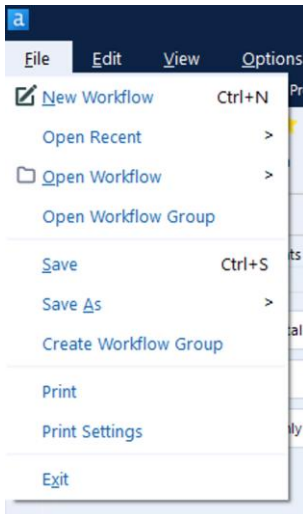 a
File Edit View Options
New Workflow Ctrl+N
Pr
Open Recent >
Open Workflow >
Open Workflow Group
Save Ctrl+S
Save As >
Create Workflow Group
Print
Print Settings
Exit